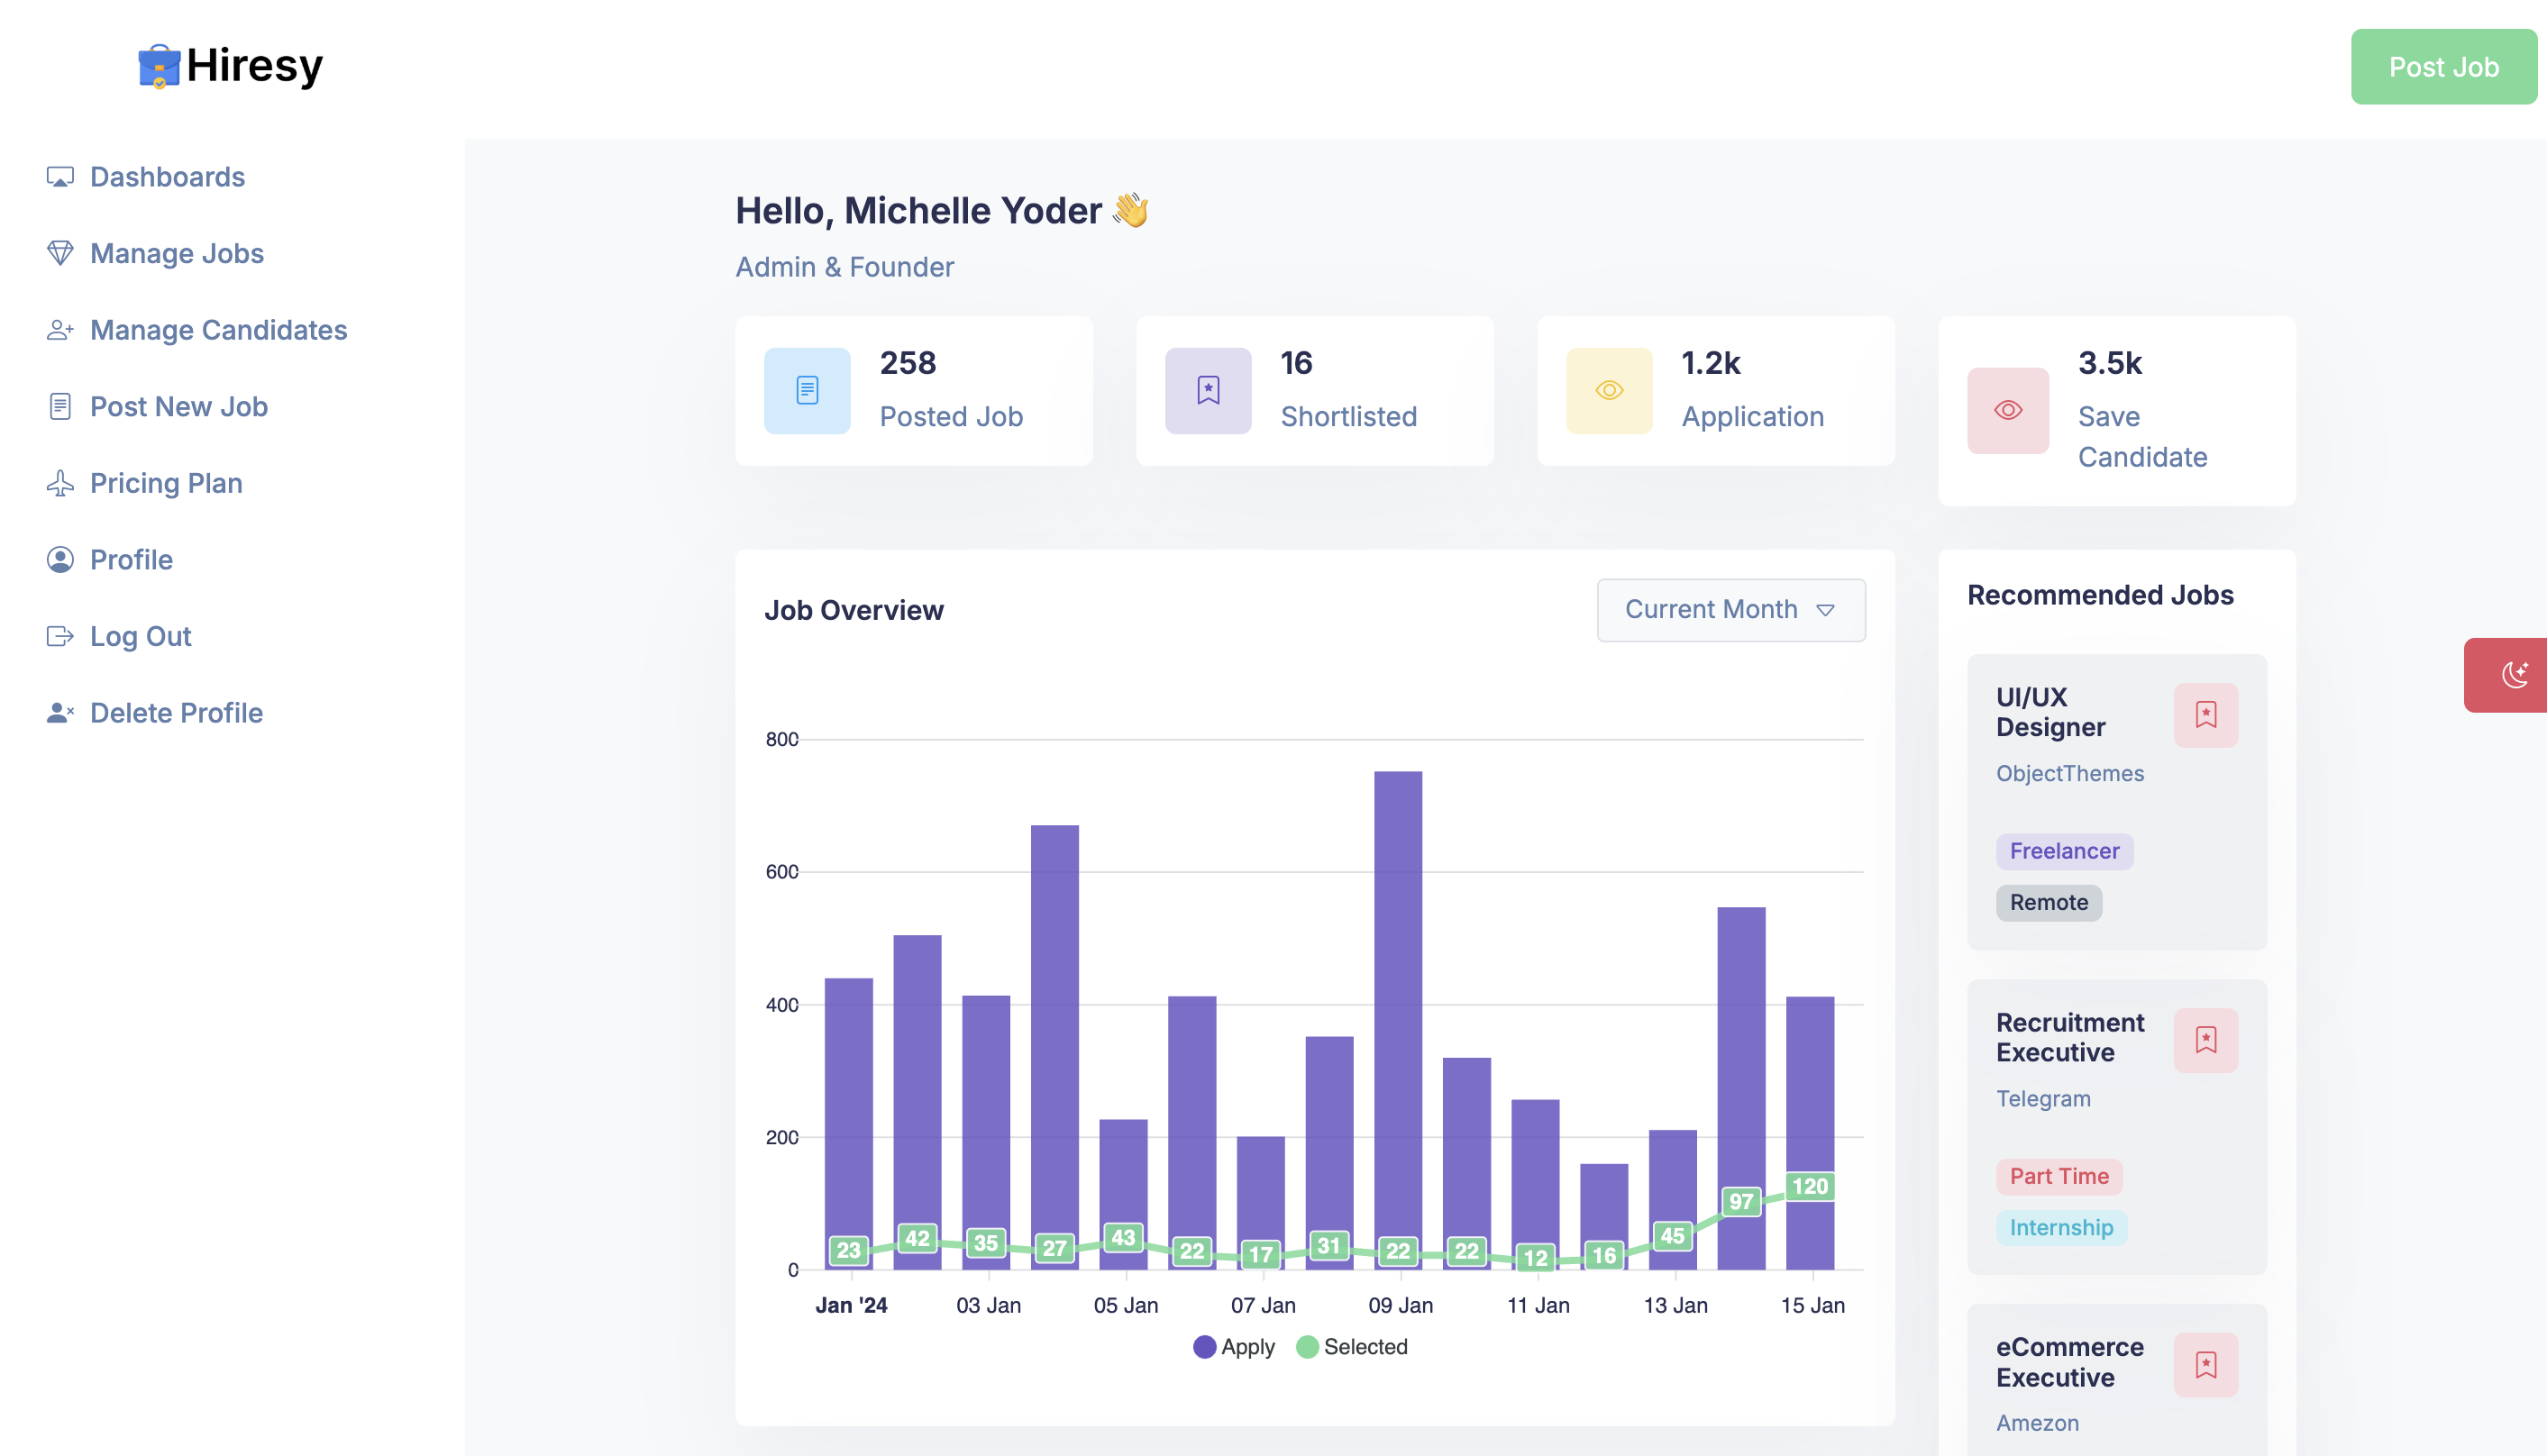 Hiresy
Post Job
Dashboards
Manage Jobs
Manage Candidates
Post New Job
Pricing Plan
Profile
Log Out
Delete Profile
Hello, Michelle Yoder 👋
Admin & Founder
258
Posted Job
16
Shortlisted
1.2k
Application
3.5k
Save
Candidate
Job Overview
Current Month
800
600
400
200
0
23
42
35
27
43
22
17
31
22
22
12
16
45
97
120
Jan '24
03 Jan
05 Jan
07 Jan
09 Jan
11 Jan
13 Jan
15 Jan
Apply
Selected
Recommended Jobs
UI/UX
Designer
ObjectThemes
Freelancer
Remote
Recruitment
Executive
Telegram
Part Time
Internship
eCommerce
Executive
Amezon